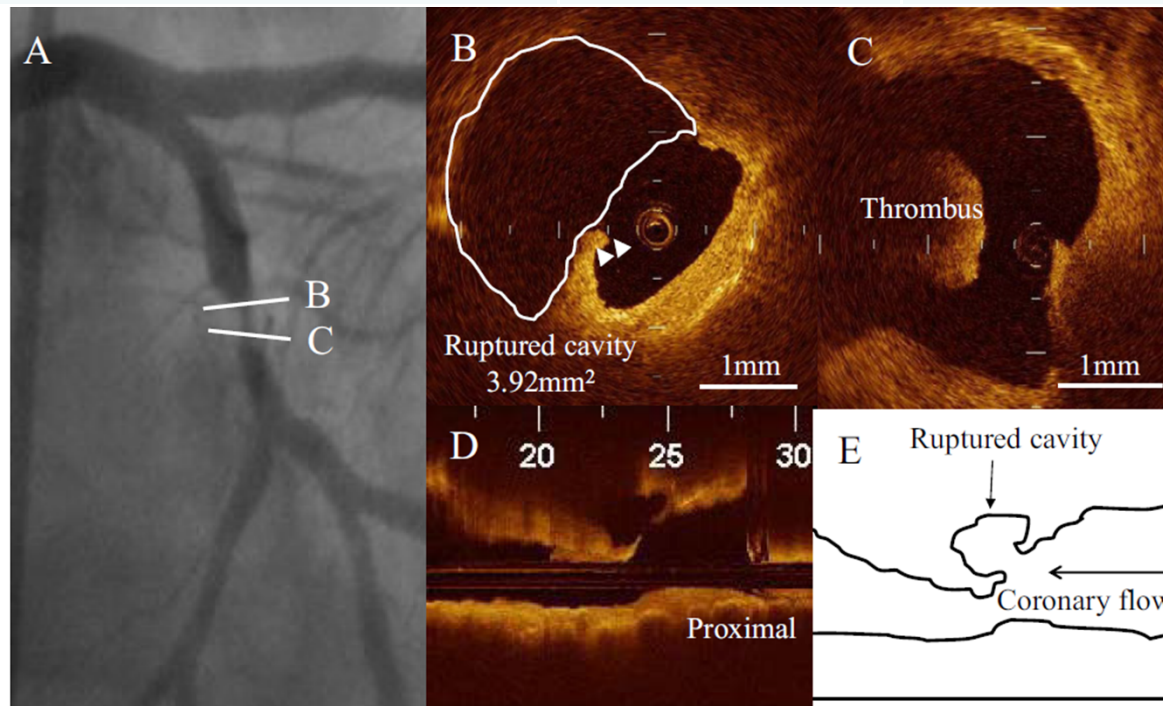 A
B
C
B
Ruptured cavity
3.92mm²
1mm
C
Thrombus
1mm
D
20
25
30
Proximal
E
Ruptured cavity
Coronary flow